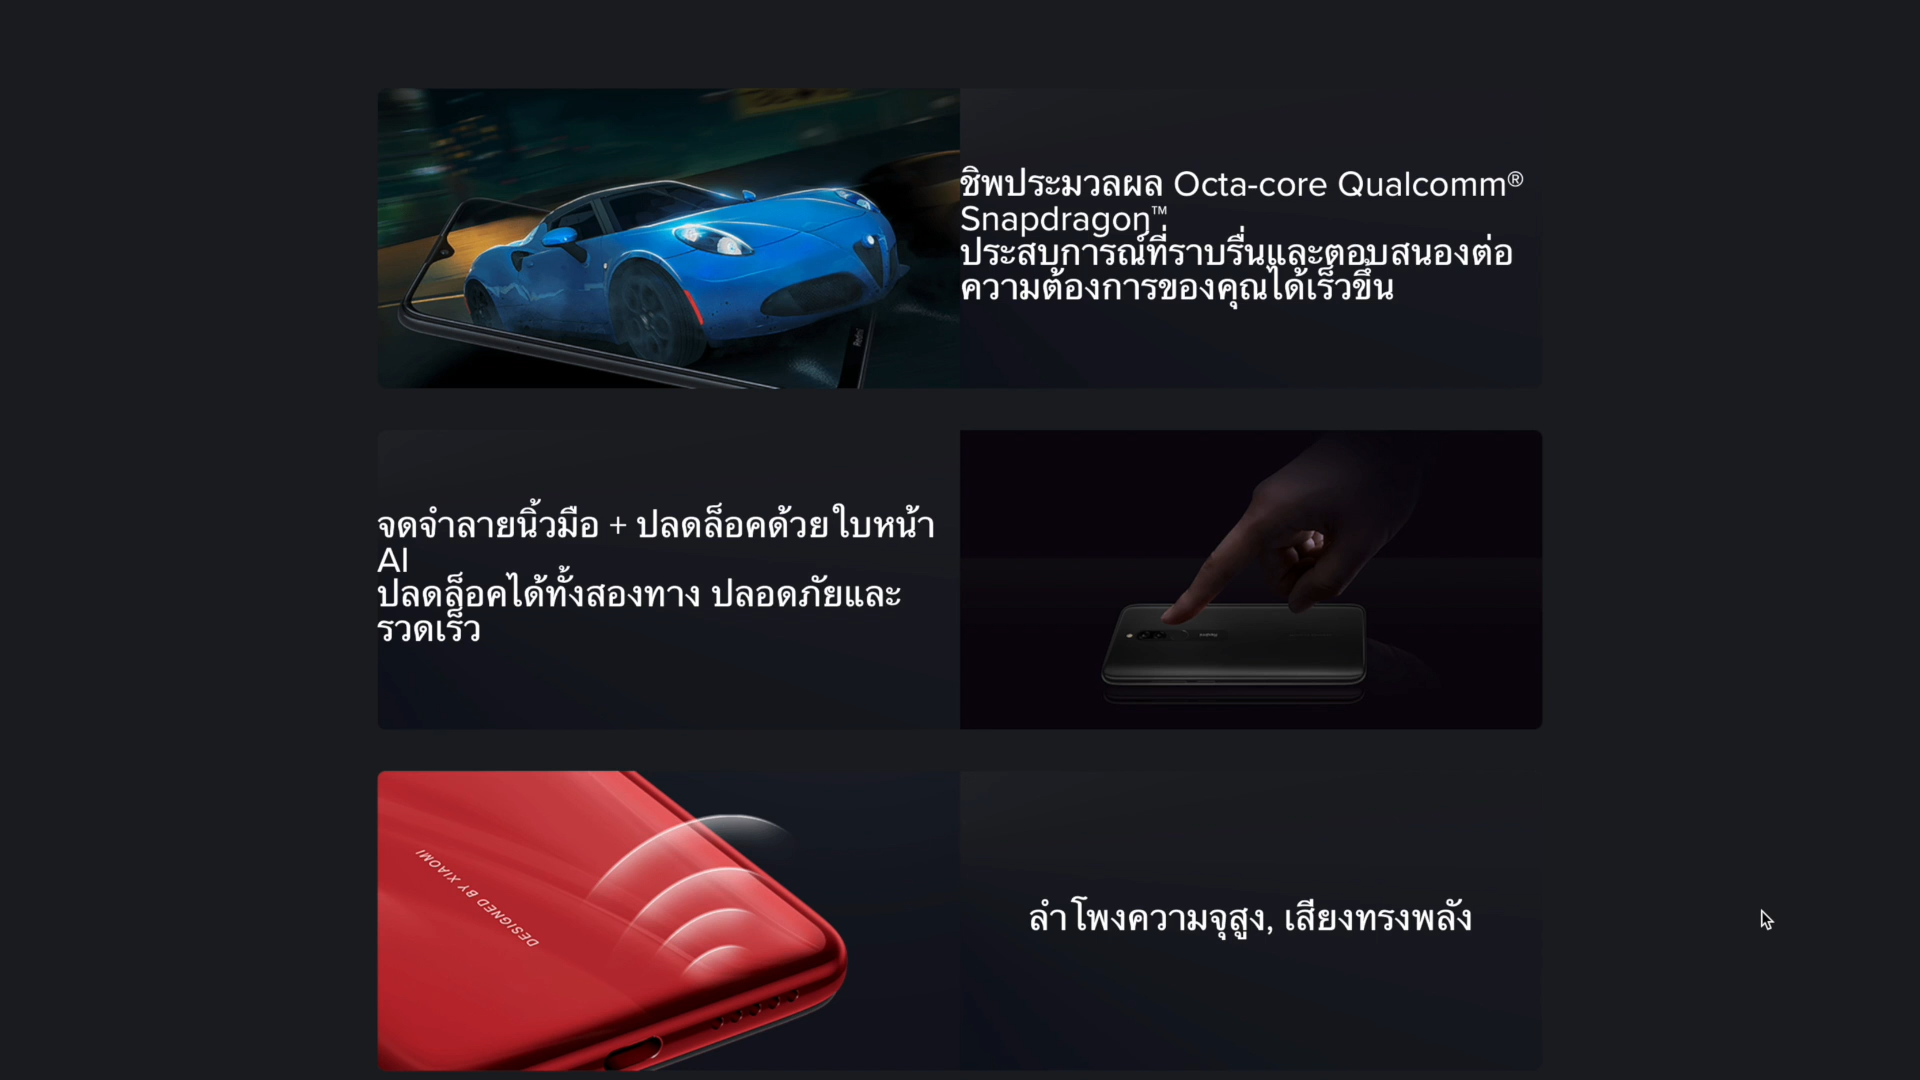 ชิพประมวลผล Octa-core Qualcomm®
Snapdragon™
ประสบการณ์ที่ราบรื่นและตอบสนองต่อ
ความต้องการของคุณได้เร็วขึ้น
Redmi
จดจำลายนิ้วมือ + ปลดล็อคด้วยใบหน้า
AI
ปลดล็อคได้ทั้งสองทาง ปลอดภัยและ
รวดเร็ว
Redmi
DESIGNED BY XIAOMI
ลำโพงความจุสูง, เสียงทรงพลัง